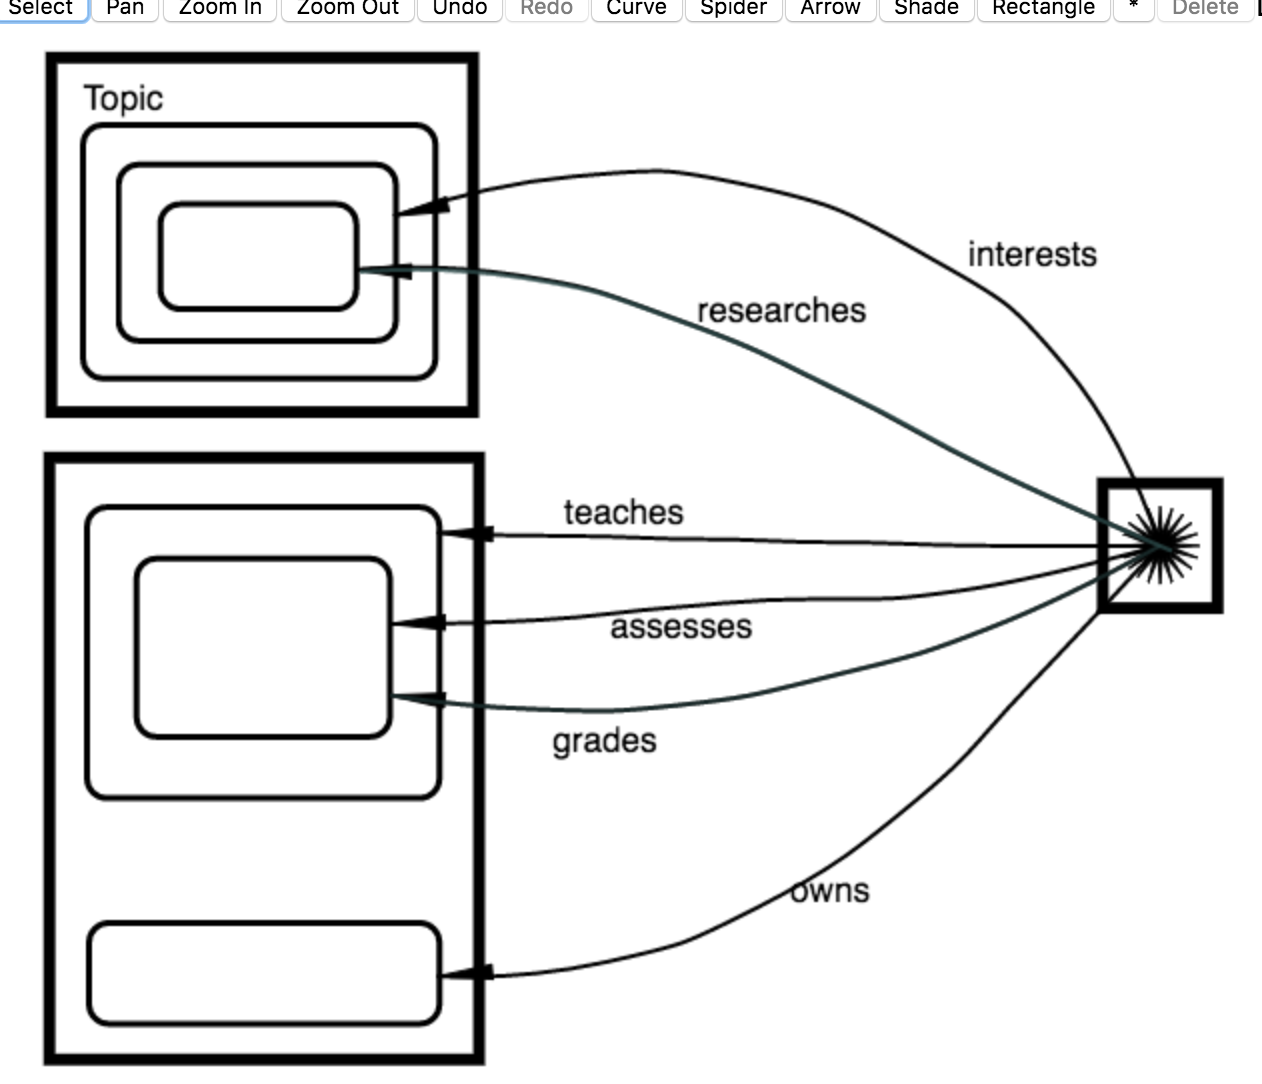 Select Pan Zoom In Zoom Out Undo Redo Curve Spider Arrow Shade Rectangle * Delete
Topic
interests
researches
teaches
assesses
grades
owns